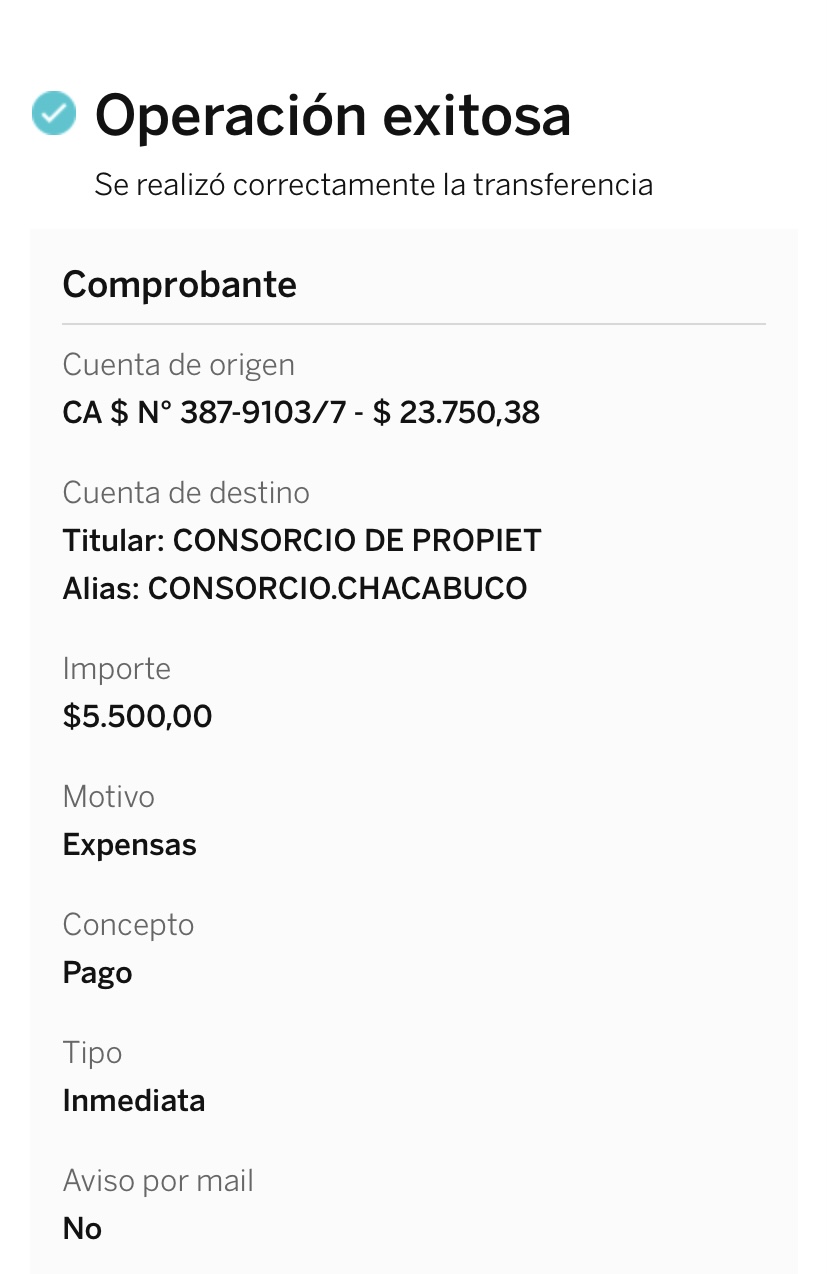 Operación exitosa
Se realizó correctamente la transferencia
Comprobante
Cuenta de origen
CA $ N° 387-9103/7 - $ 23.750,38
Cuenta de destino
Titular: CONSORCIO DE PROPIET
Alias: CONSORCIO.CHACABUCO
Importe
$5.500,00
Motivo
Expensas
Concepto
Pago
Tipo
Inmediata
Aviso por mail
No